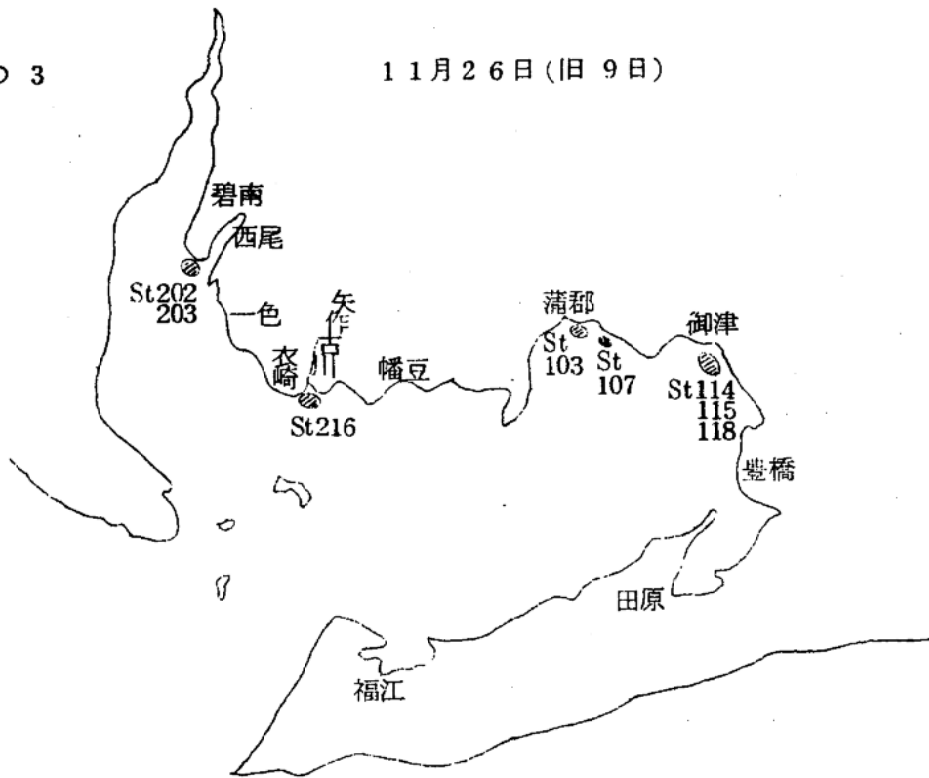 の 3
11月26日(旧 9日)
碧南
西尾
St202
203
一色
衣崎
矢作古川
St216
幡豆
蒲郡
St
103
St
107
御津
St114
115
118
豊橋
田原
福江